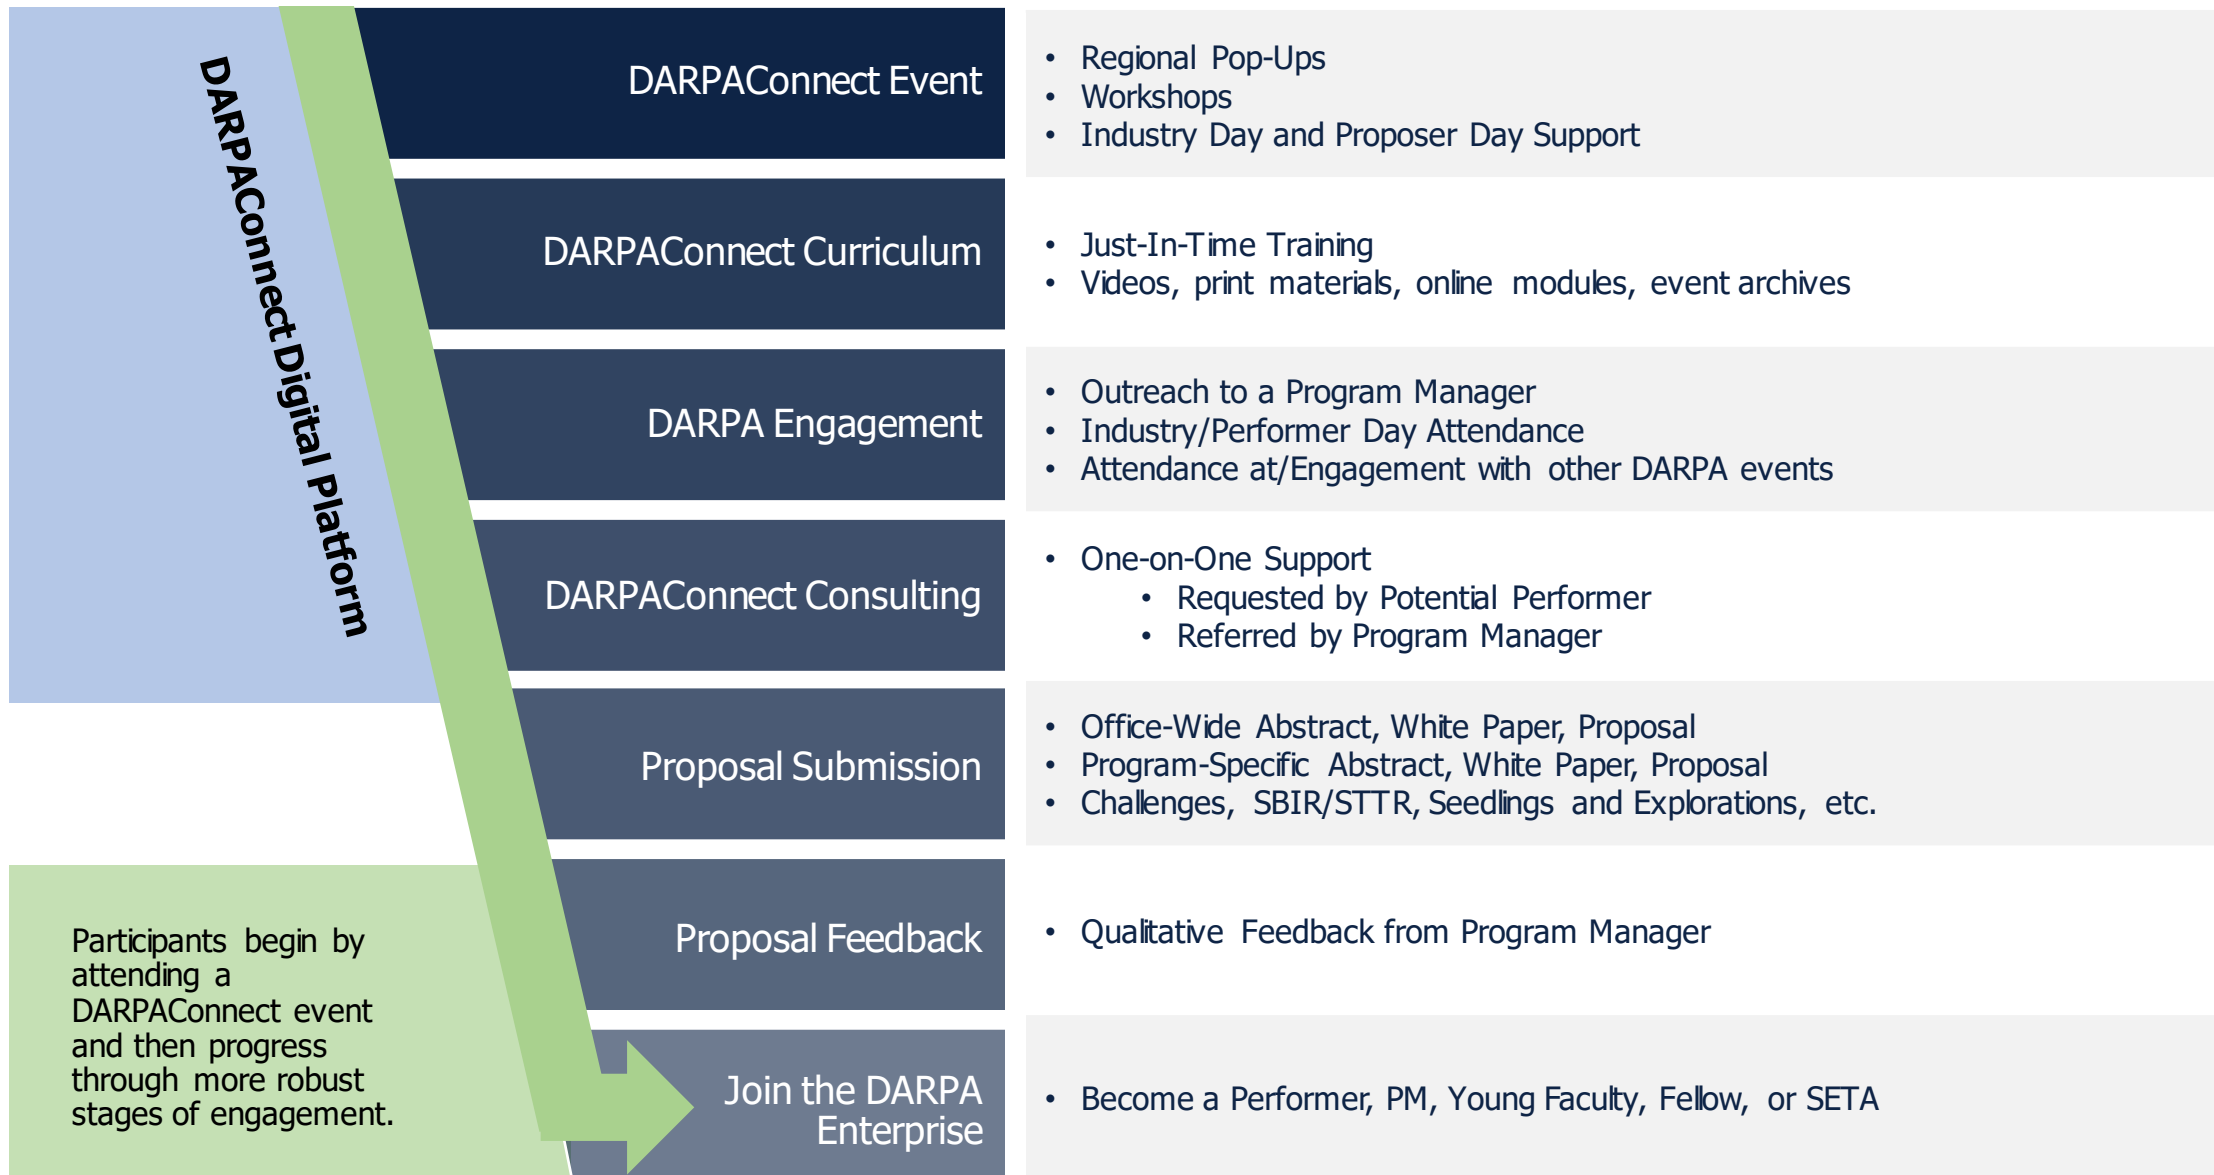 DARPAConnect Digital Platform
DARPAConnect Event
• Regional Pop-Ups
• Workshops
• Industry Day and Proposer Day Support
DARPAConnect Curriculum
• Just-In-Time Training
• Videos, print materials, online modules, event archives
DARPA Engagement
• Outreach to a Program Manager
• Industry/Performer Day Attendance
• Attendance at/Engagement with other DARPA events
DARPAConnect Consulting
• One-on-One Support
• Requested by Potential Performer
• Referred by Program Manager
Proposal Submission
• Office-Wide Abstract, White Paper, Proposal
• Program-Specific Abstract, White Paper, Proposal
• Challenges, SBIR/STTR, Seedlings and Explorations, etc.
Proposal Feedback
• Qualitative Feedback from Program Manager
Join the DARPA
Enterprise
• Become a Performer, PM, Young Faculty, Fellow, or SETA
Participants begin by
attending a
DARPAConnect event
and then progress
through more robust
stages of engagement.